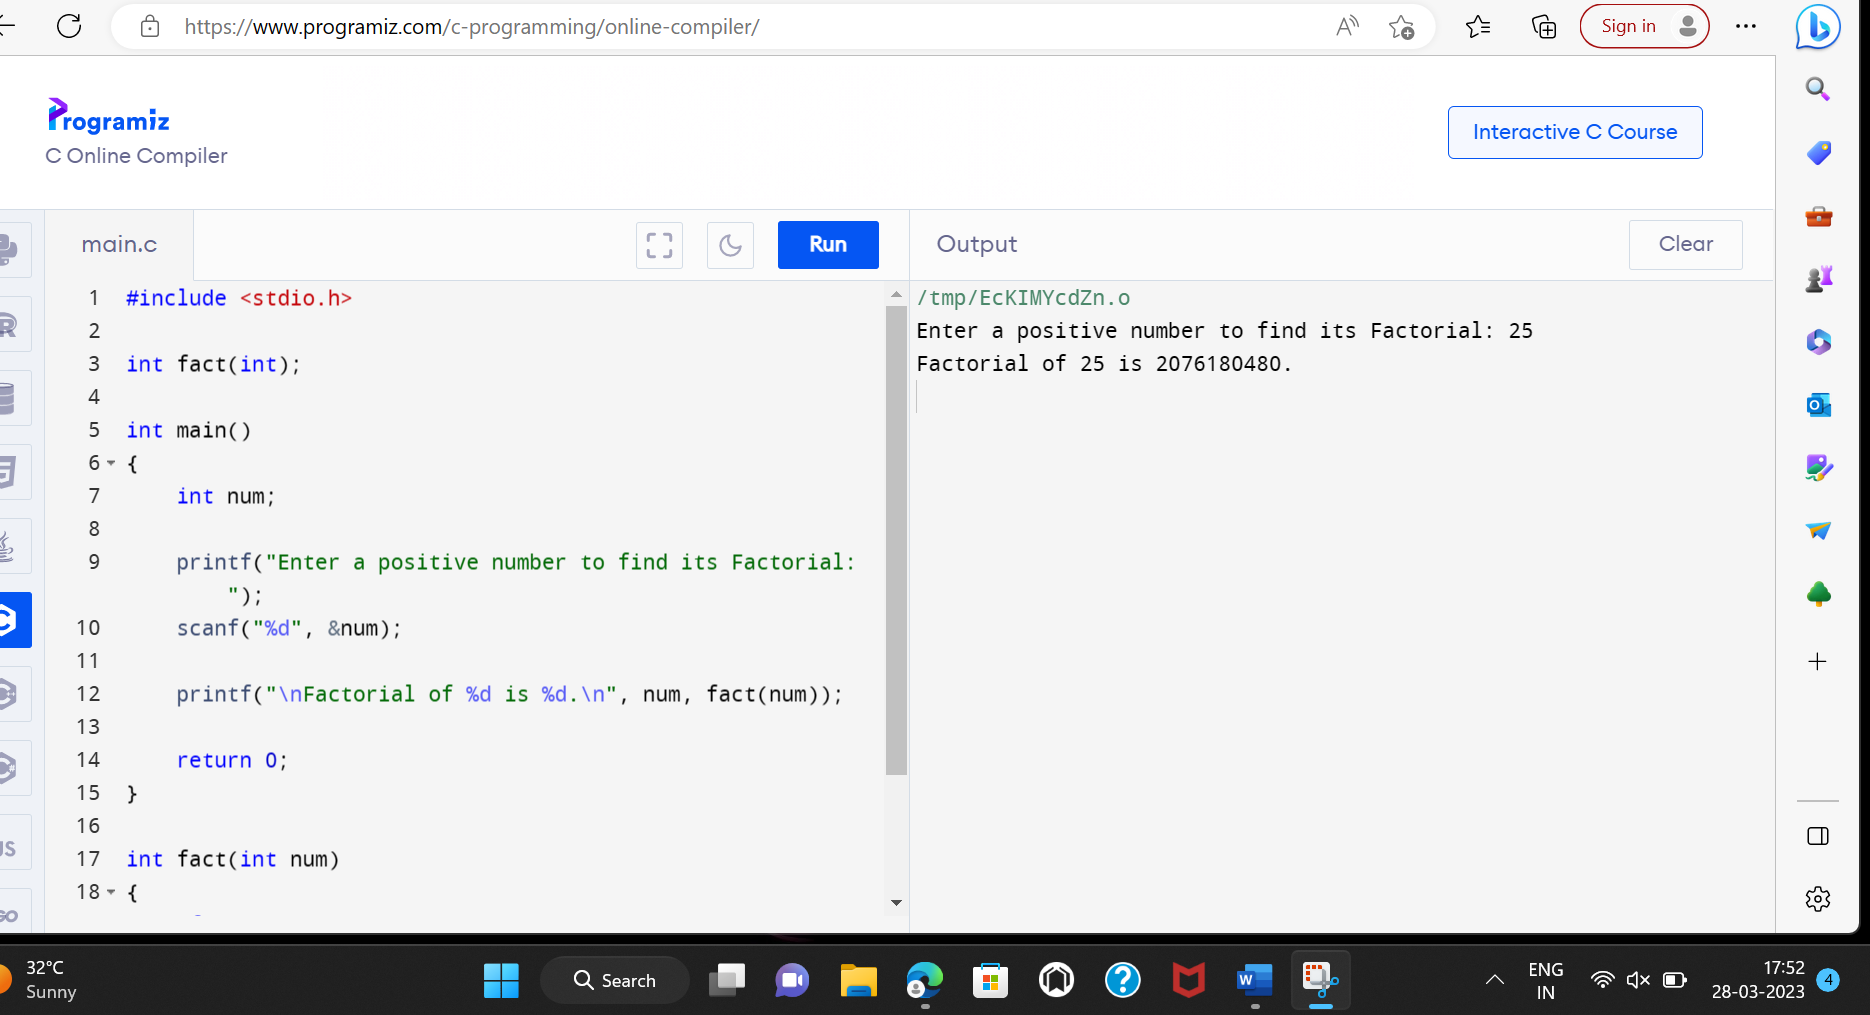 https://www.programiz.com/c-programming/online-compiler/
Sign in
Programiz
C Online Compiler
Interactive C Course
main.c
Run
Output
Clear
1 #include <stdio.h>
2
3 int fact(int);
4
5 int main()
6 {
7 int num;
8
9 printf("Enter a positive number to find its Factorial:
");
10 scanf("%d", &num);
11
12 printf("\nFactorial of %d is %d.\n", num, fact(num));
13
14 return 0;
15 }
16
17 int fact(int num)
18 {
/tmp/EcKIMYcdZn.o
Enter a positive number to find its Factorial: 25
Factorial of 25 is 2076180480.
32°C
Sunny
Search
ENG
IN
17:52
28-03-2023
4